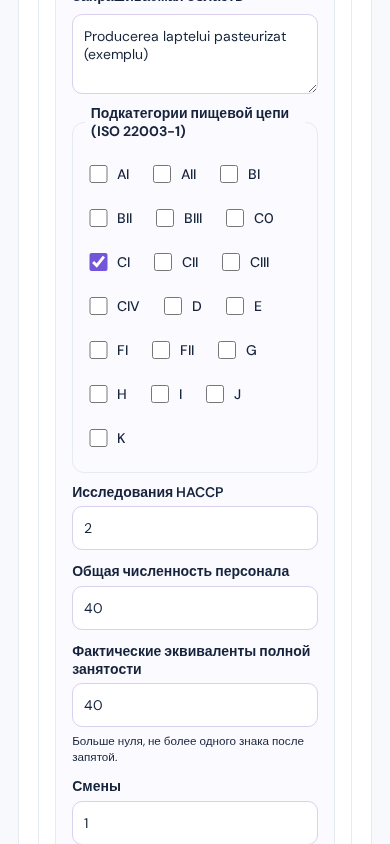 Producerea laptelui pasteurizat
(exemplu)
Подкатегории пищевой цепи
(ISO 22003-1)
AI AII BI
BII BIII C0
CI CII CIII
CIV D E
FI FII G
H I J
K
Исследования HACCP
2
Общая численность персонала
40
Фактические эквиваленты полной
занятости
40
Больше нуля, не более одного знака после
запятой.
Смены
1